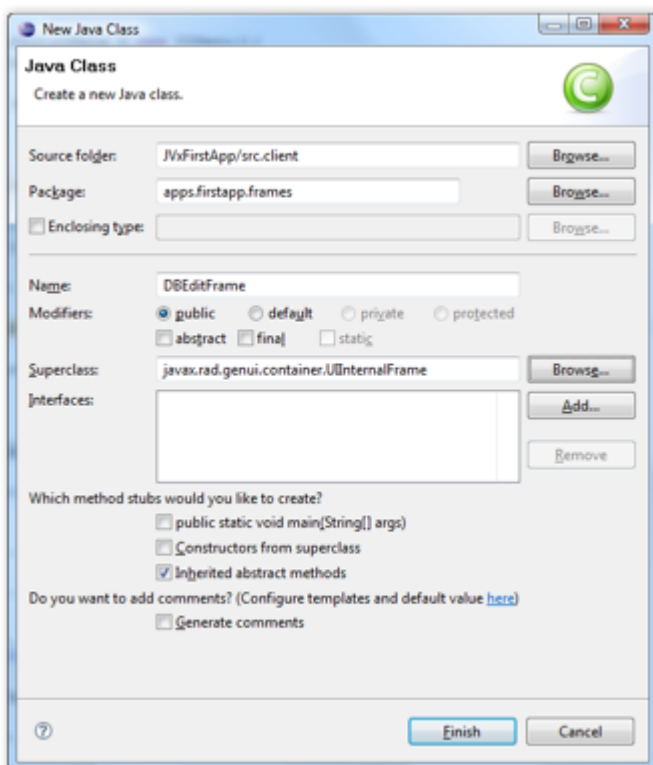 New Java Class
Java Class
Create a new Java class.
Source folder: JVxFirstApp/src.client Browse...
Package: apps.firstapp.frames Browse...
Enclosing type: Browse...
Name: DBEditFrame
Modifiers: public default private protected
abstract final static
Superclass: javax.rad.genui.container.UIInternalFrame Browse...
Interfaces: Add...
Remove
Which method stubs would you like to create?
public static void main(String[] args)
Constructors from superclass
Inherited abstract methods
Do you want to add comments? (Configure templates and default value here)
Generate comments
Finish Cancel